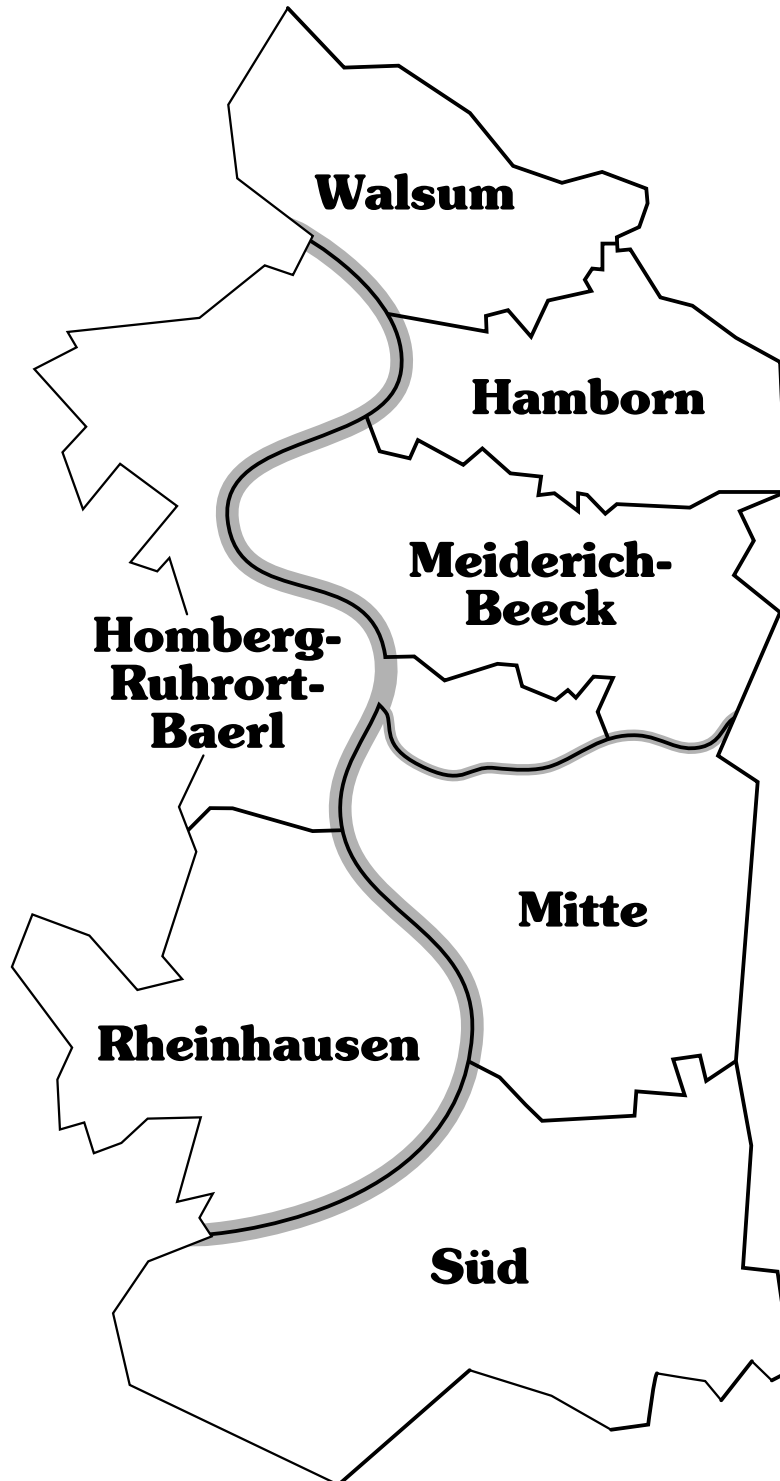 Walsum
Hamborn
Meiderich-
Beeck
Homberg-
Ruhrort-
Baerl
Mitte
Rheinhausen
Süd